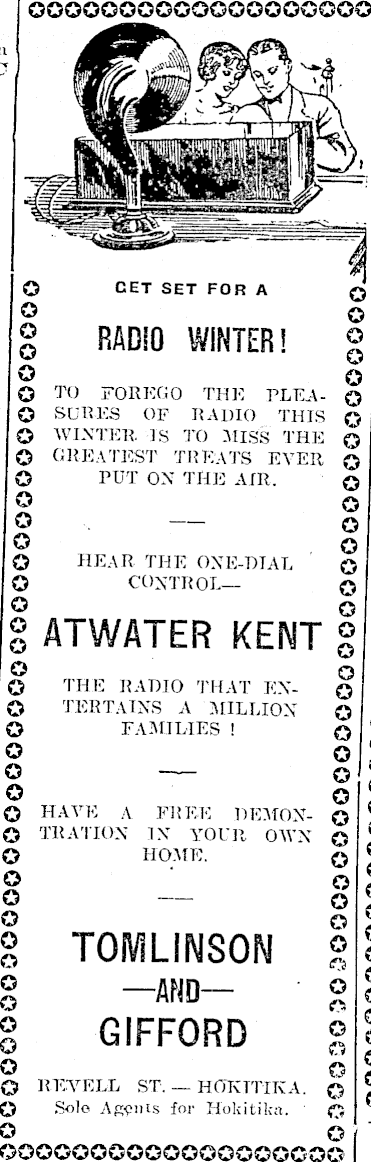 GET SET FOR A
RADIO WINTER!
TO FOREGO THE PLEA-
SURES OF RADIO THIS
WINTER IS TO MISS THE
GREATEST TREATS EVER
PUT ON THE AIR.
HEAR THE ONE-DIAL
CONTROL—
ATWATER KENT
THE RADIO THAT EN-
TERTAINS A MILLION
FAMILIES !
HAVE A FREE DEMON-
TRATION IN YOUR OWN
HOME.
TOMLINSON
—AND—
GIFFORD
REVELL ST. — HOKITIKA.
Sole Agents for Hokitika.